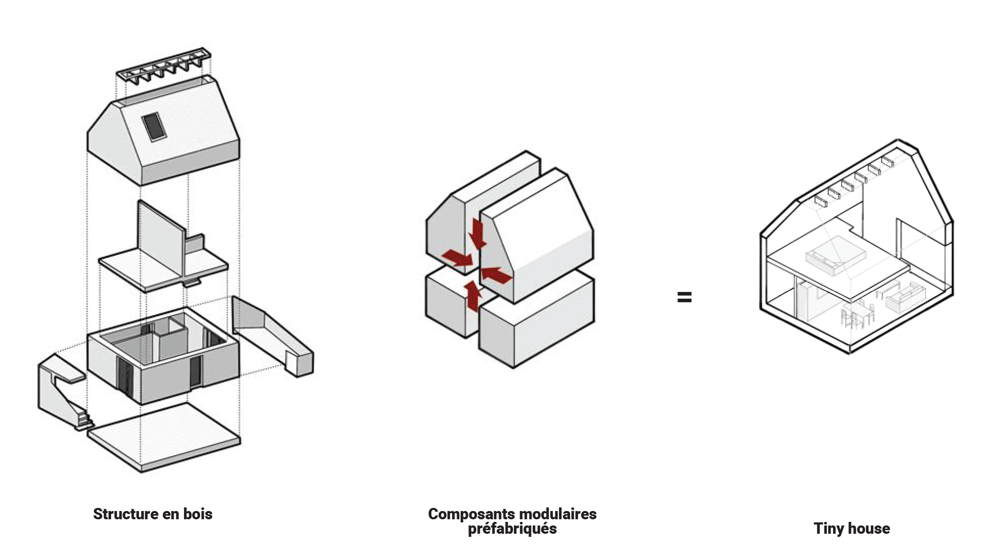 =
Structure en bois
Composants modulaires
préfabriqués
Tiny house